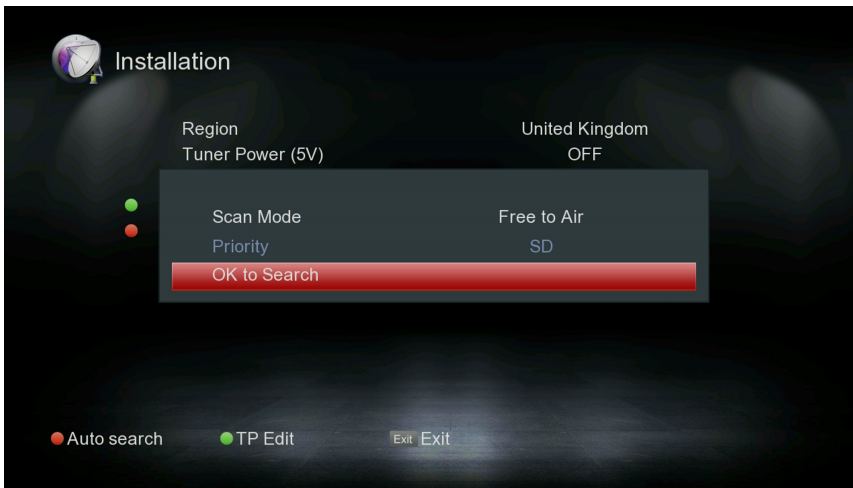 Installation
Region United Kingdom
Tuner Power (5V) OFF
Scan Mode Free to Air
Priority SD
OK to Search
Auto search TP Edit Exit Exit